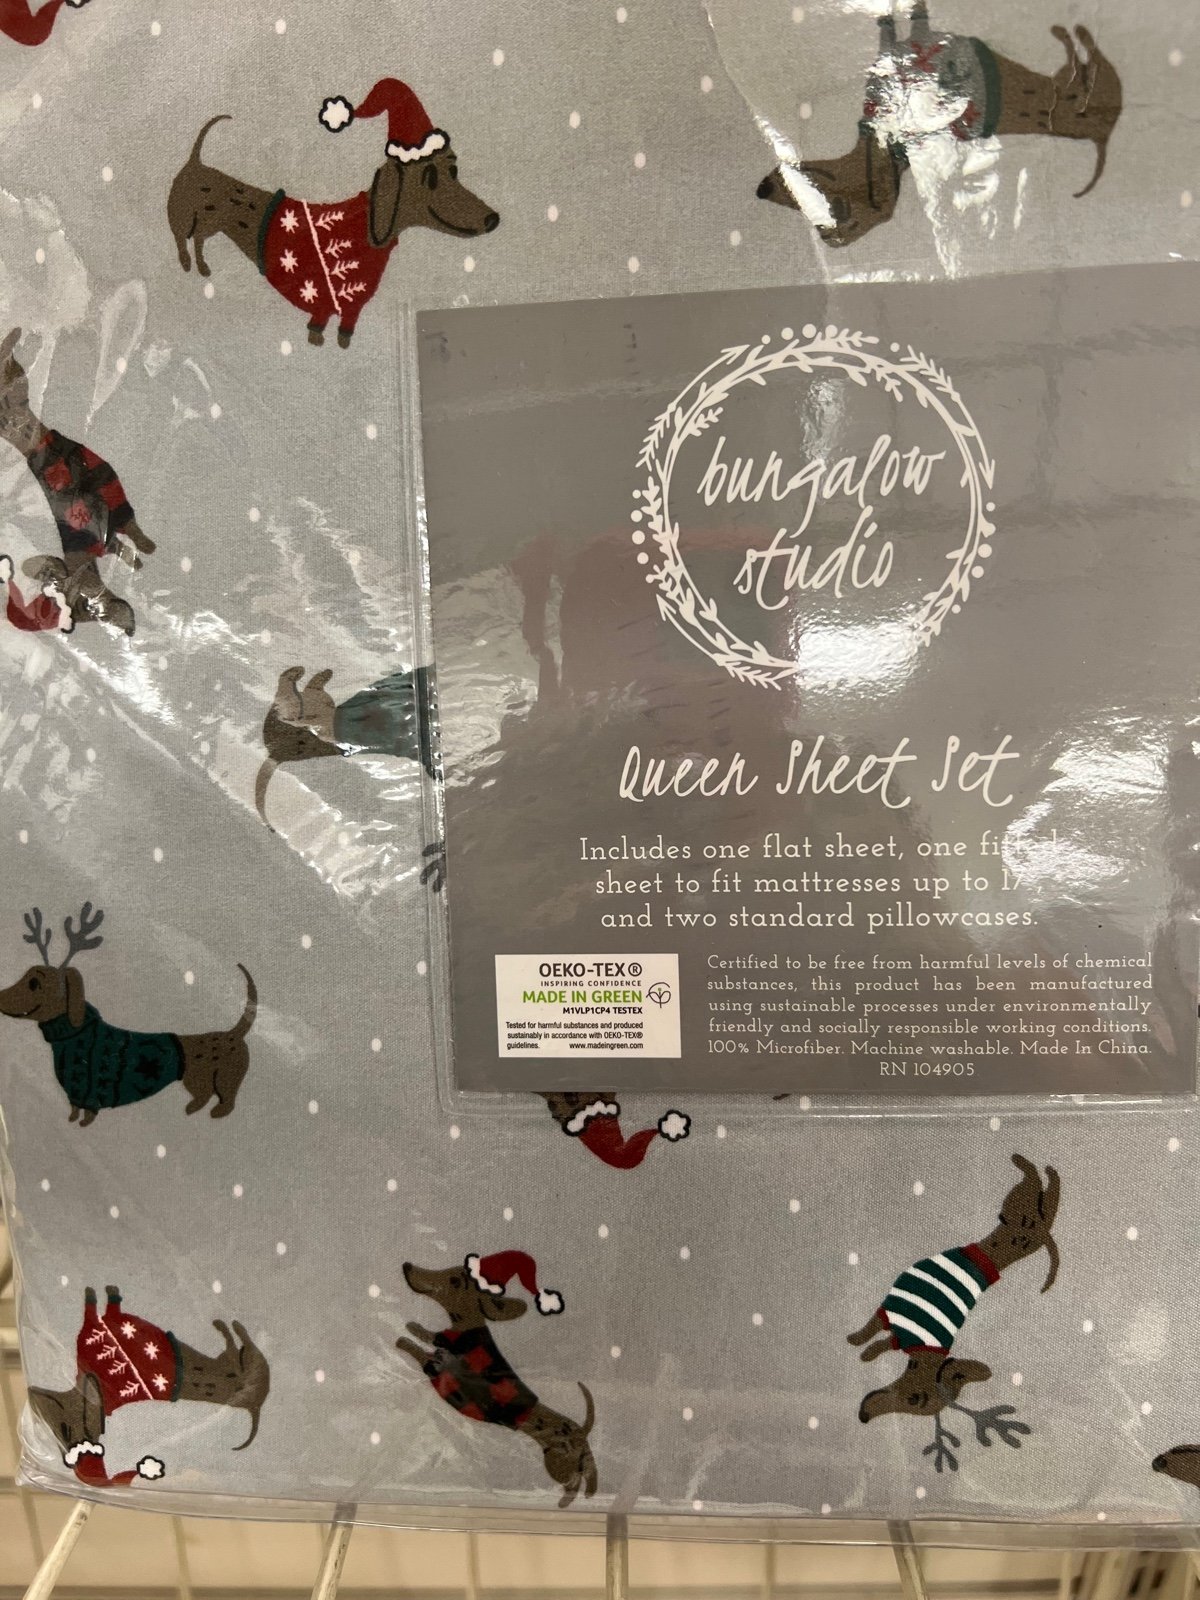 bungalow
studio
Queen Sheet Set
Includes one flat sheet, one fitted
sheet to fit mattresses up to
and two standard pillowcases.
OEKO-TEX®
INSPIRING CONFIDENCE
MADE IN GREEN
M1VLP1CP4 TESTEX
Tested for harmful substances and produced
sustainably in accordance with OEKO-TEX®
guidelines. www.madeingreen.com
Certified to be free from harmful levels of chemical
substances, this product has been manufactured
using sustainable processes under environmentally
friendly and socially responsible working conditions.
100% Microfiber. Machine washable. Made In China.
RN 104905